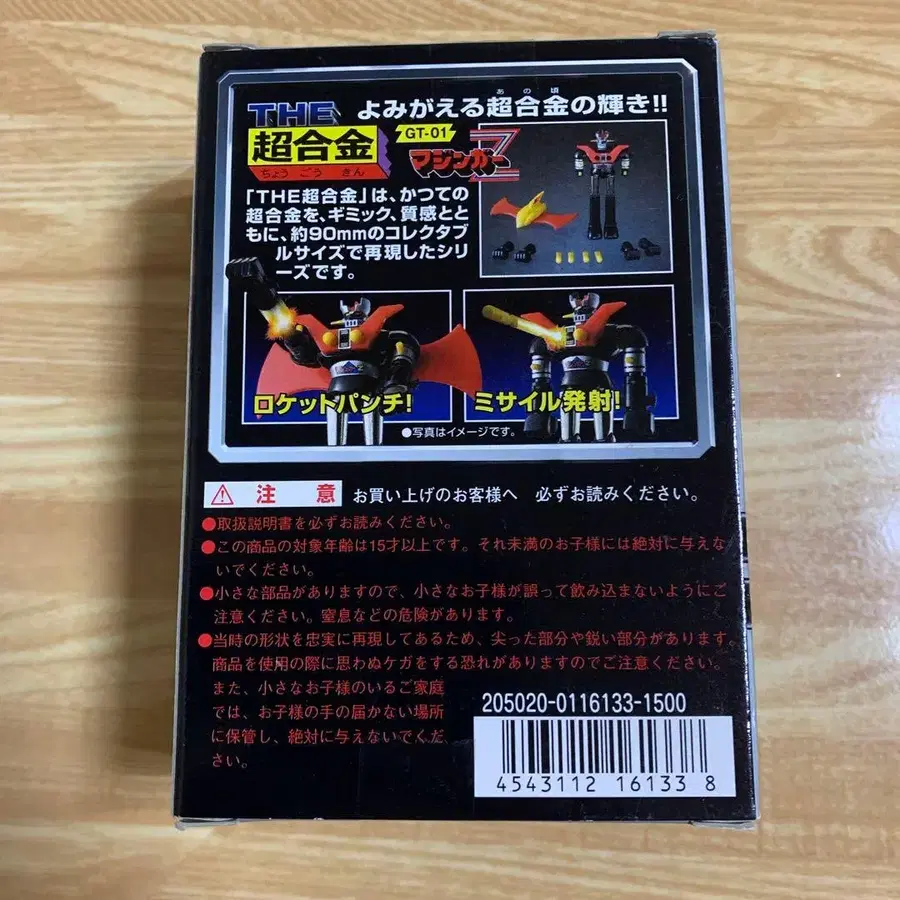 THE
超合金
ちょうごうきん
あの頃
よみがえる超合金の輝き!!
GT-01
マジンガーZ
「THE超合金」は、かつての
超合金を、ギミック、質感とと
もに、約90mmのコレクタブ
ルサイズで再現したシリ
ーズです。
ロケットパンチ!
ミサイル発射!
●写真はイメージです。
⚠ 注意 お買い上げのお客様へ 必ずお読みください。
●取扱説明書を必ずお読みください。
●この商品の対象年齢は15才以上です。それ未満のお子様には絶対に与えな
いでください。
●小さな部品がありますので、小さなお子様が誤って飲み込まないようにご
注意ください。窒息などの危険があります。
●当時の形状を忠実に再現してあるため、尖った部分や鋭い部分があります。
商品を使用の際に思わぬケガをする恐れがありますのでご注意ください。
また、小さなお子様のいるご家庭
では、お子様の手の届かない場所
に保管し、絶対に与えないでくだ
さい。
205020-0116133-1500
4543112 161338